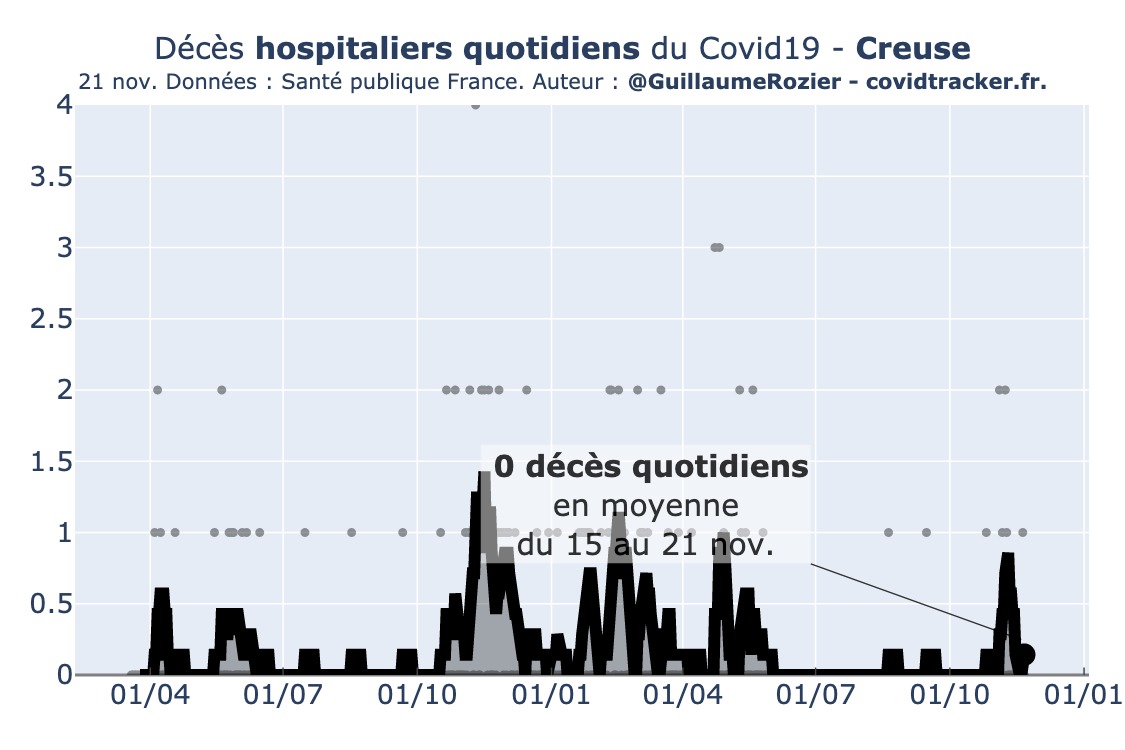 Décès hospitaliers quotidiens du Covid19 - Creuse
21 nov. Données : Santé publique France. Auteur : @GuillaumeRozier - covidtracker.fr.
4
3.5
3
2.5
2
1.5
1
0.5
0
0 décès quotidiens
en moyenne
du 15 au 21 nov.
01/04 01/07 01/10 01/01 01/04 01/07 01/10 01/01